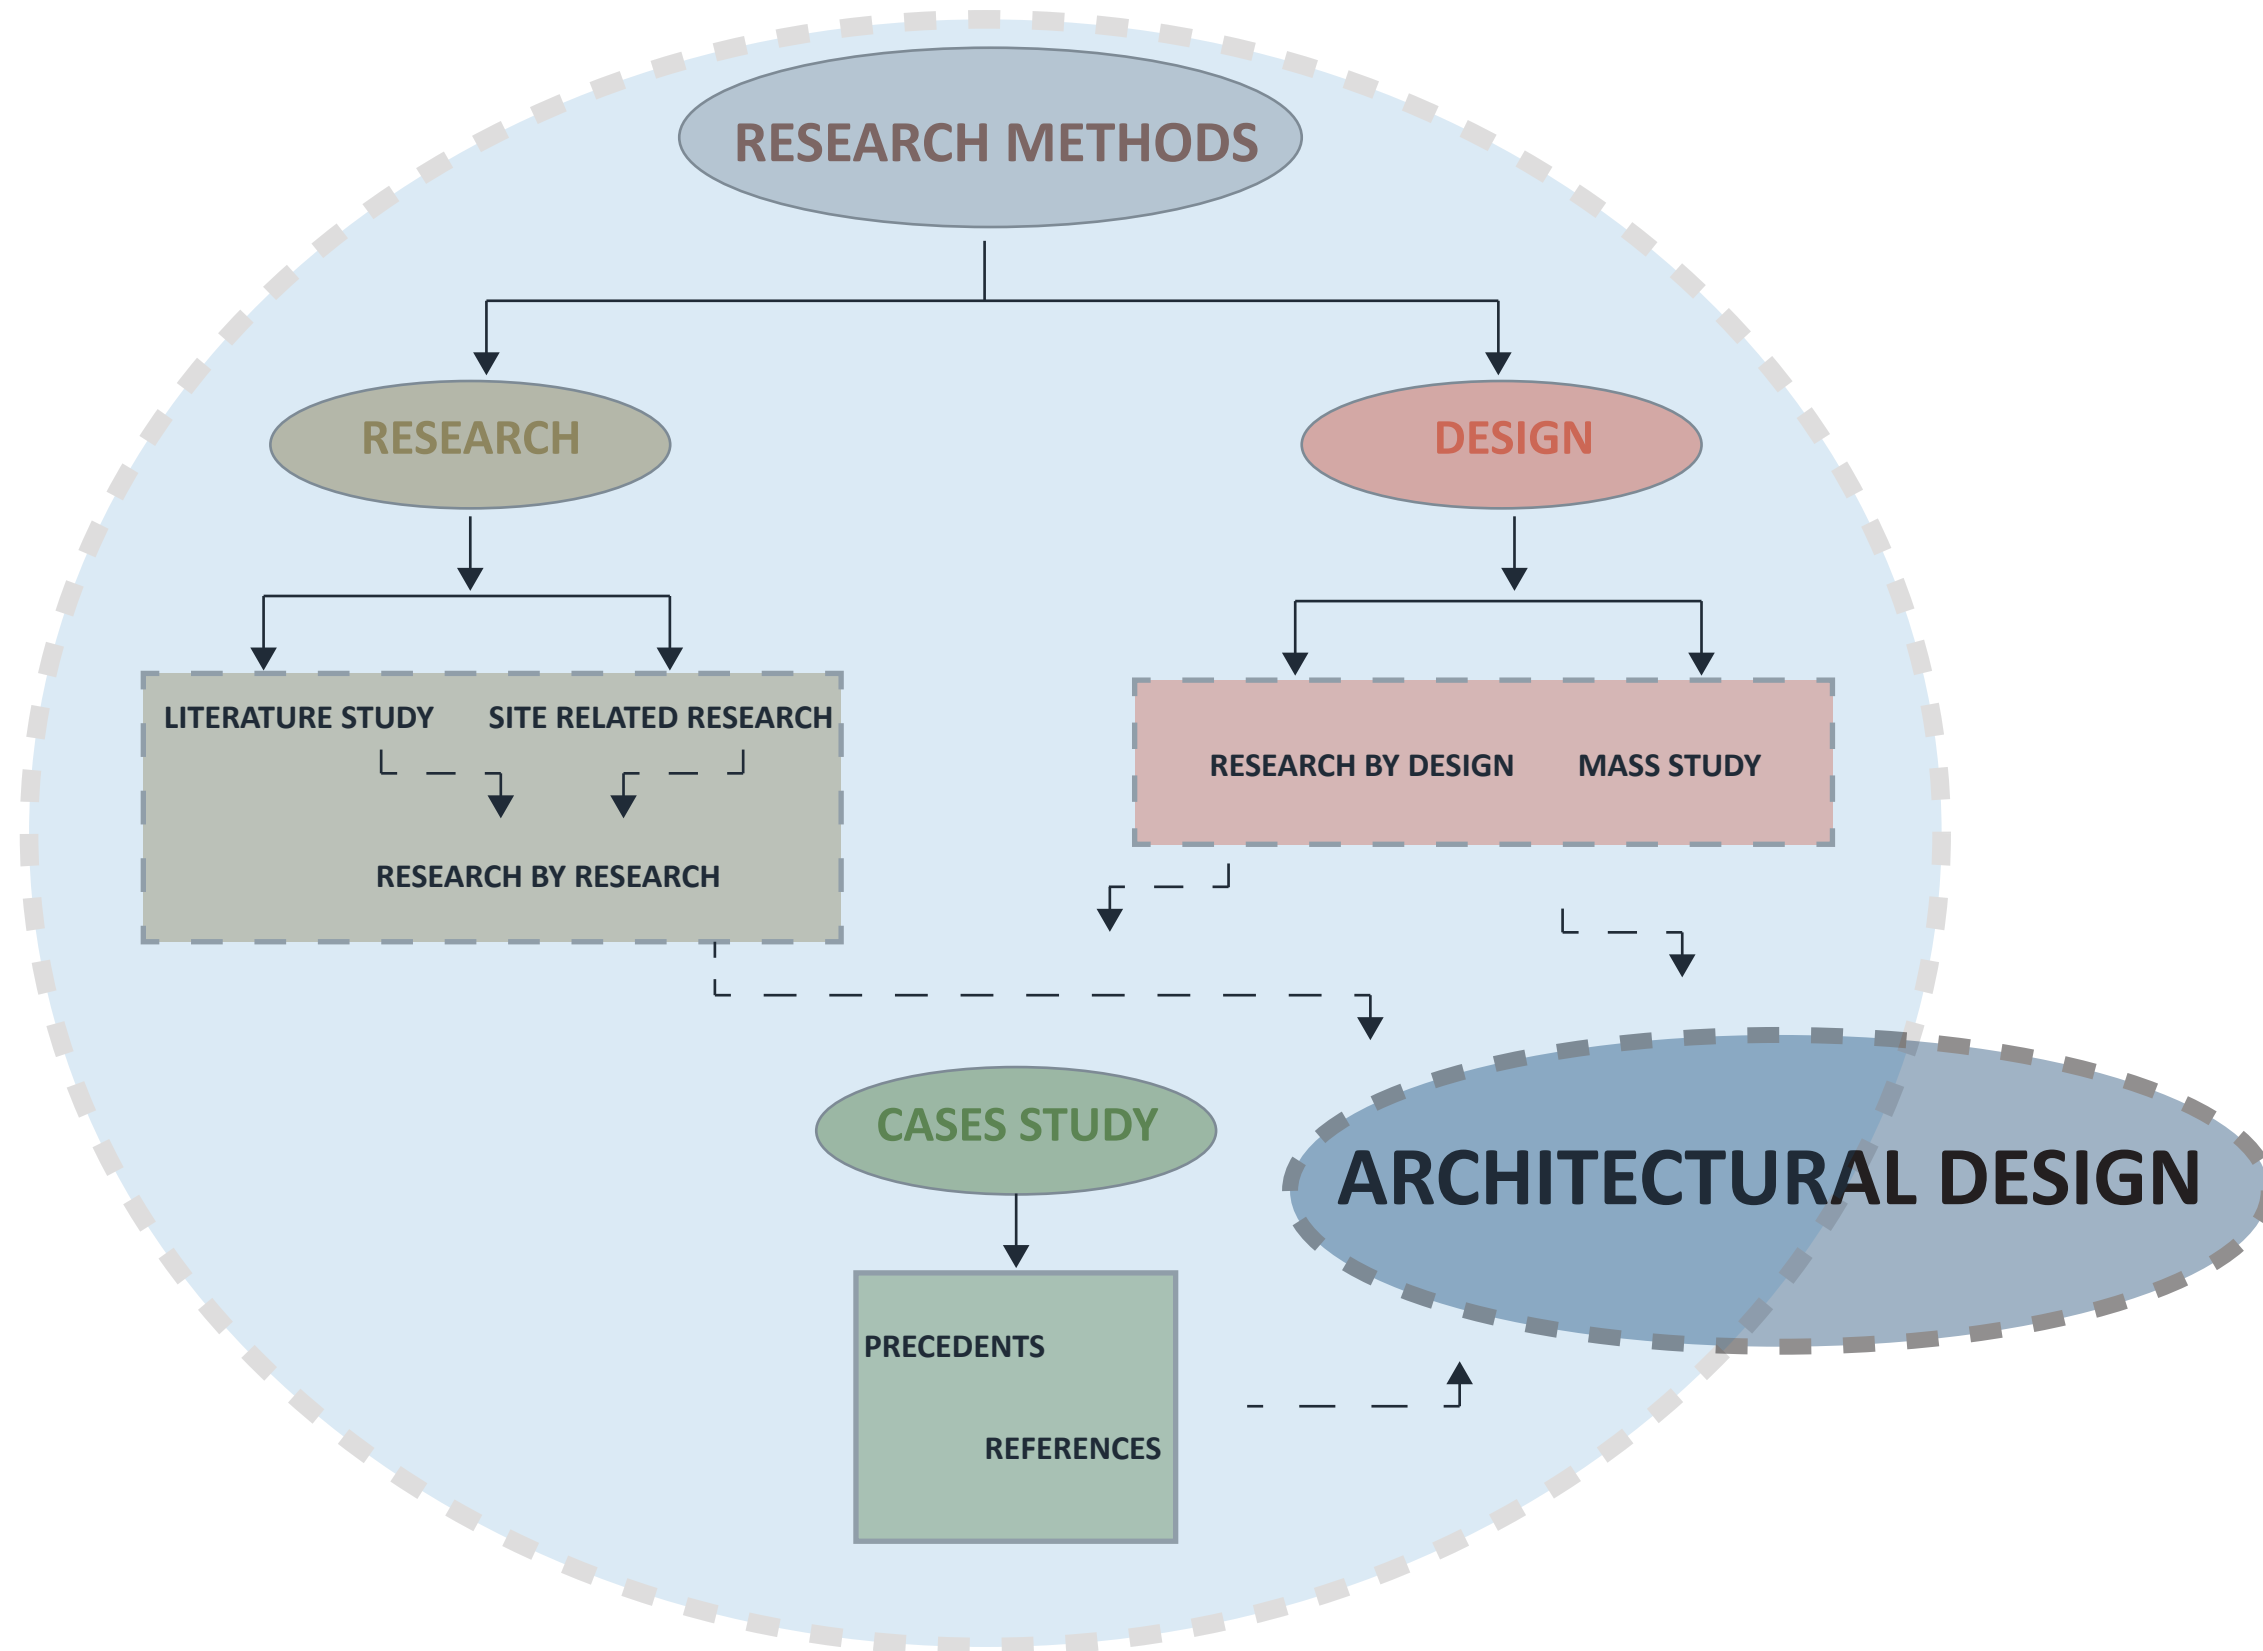 RESEARCH METHODS
RESEARCH
DESIGN
LITERATURE STUDY
SITE RELATED RESEARCH
RESEARCH BY RESEARCH
RESEARCH BY DESIGN
MASS STUDY
CASES STUDY
ARCHITECTURAL DESIGN
PRECEDENTS
REFERENCES